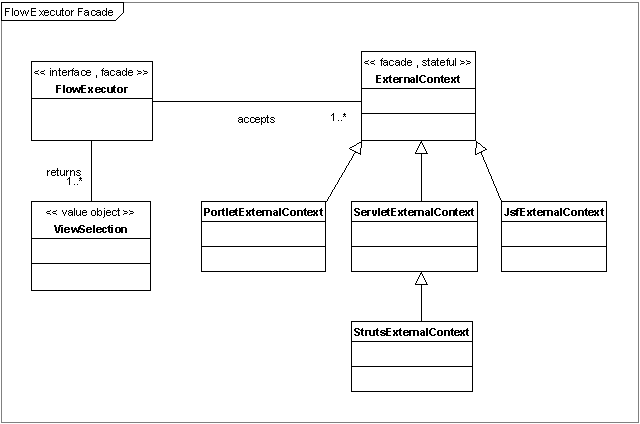 FlowExecutor Facade
<< interface , facade >>
FlowExecutor
<< facade , stateful >>
ExternalContext
accepts
1..*
returns
1..*
<< value object >>
ViewSelection
PortletExternalContext
ServletExternalContext
JsfExternalContext
StrutsExternalContext